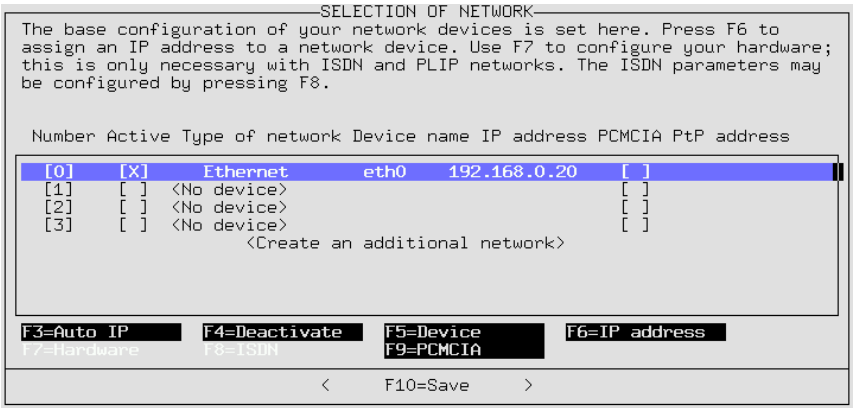 SELECTION OF NETWORK
The base configuration of your network devices is set here. Press F6 to
assign an IP address to a network device. Use F7 to configure your hardware;
this is only necessary with ISDN and PLIP networks. The ISDN parameters may
be configured by pressing F8.
Number Active Type of network Device name IP address PCMCIA PtP address
[0] [X] Ethernet eth0 192.168.0.20 [ ]
[1] [ ] <No device> [ ]
[2] [ ] <No device> [ ]
[3] [ ] <No device> [ ]
<Create an additional network>
F3=Auto IP F4=Deactivate F5=Device F6=IP address
F7=Hardware F8=ISDN F9=PCMCIA
< F10=Save >